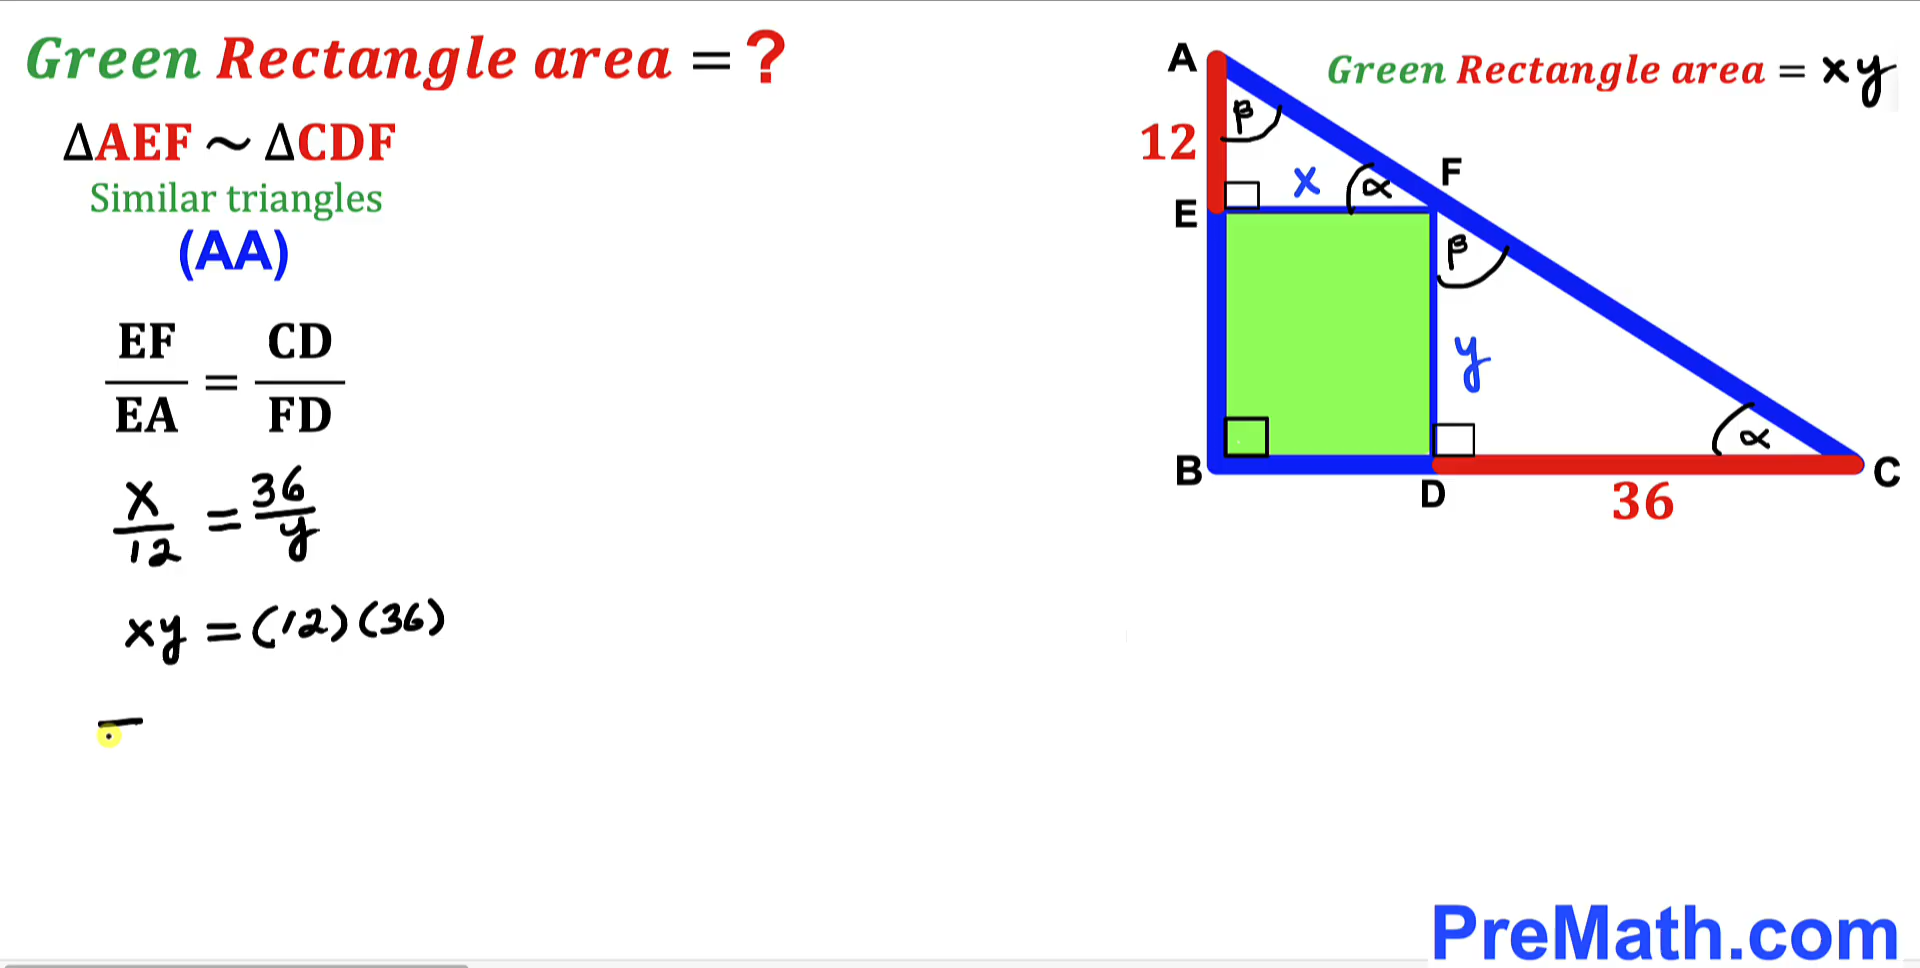 Green Rectangle area = ?
ΔAEF ~ ΔCDF
Similar triangles
(AA)
EF/EA = CD/FD
x/12 = 36/y
xy = (12)(36)
Green Rectangle area = xy
A
β
12
x
α
F
E
β
y
α
B
D
36
C
PreMath.com